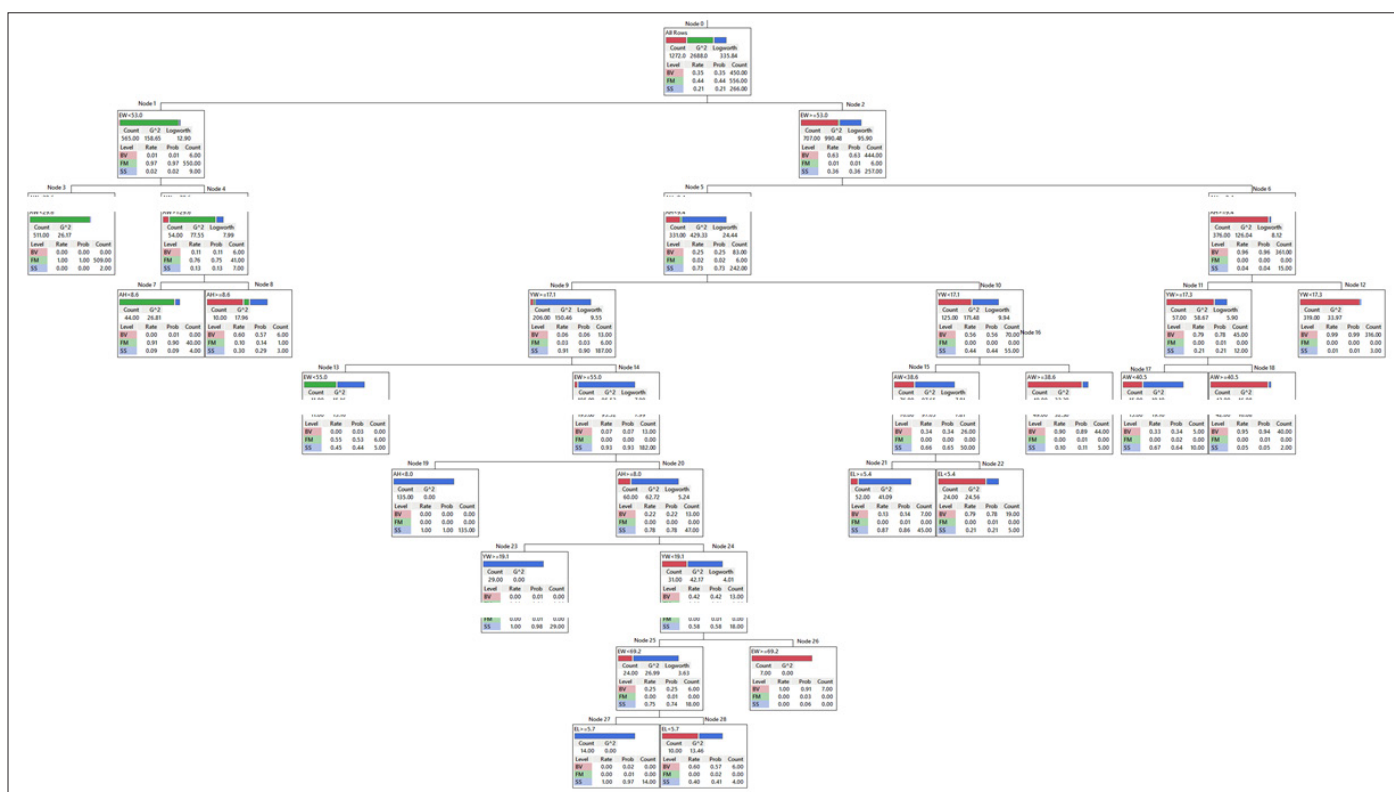 Node 0
All Rows
Count G^2 Logworth
1272.0 2688.0 335.84
Level Rate Prob Count
BV 0.35 0.35 450.00
FM 0.44 0.44 556.00
SS 0.21 0.21 266.00
Node 1
EW<53.0
Count G^2 Logworth
565.00 158.65 12.90
Level Rate Prob Count
BV 0.01 0.01 6.00
FM 0.97 0.97 550.00
SS 0.02 0.02 9.00
Node 2
EW>=53.0
Count G^2 Logworth
707.00 990.48 95.90
Level Rate Prob Count
BV 0.63 0.63 444.00
FM 0.01 0.01 6.00
SS 0.36 0.36 257.00
Node 3
Count G^2
511.00 26.17
Level Rate Prob Count
BV 0.00 0.00 0.00
FM 1.00 1.00 509.00
SS 0.00 0.00 2.00
Node 4
Count G^2 Logworth
54.00 77.55 7.99
Level Rate Prob Count
BV 0.11 0.11 6.00
FM 0.76 0.75 41.00
SS 0.13 0.13 7.00
Node 5
Count G^2 Logworth
331.00 429.33 24.44
Level Rate Prob Count
BV 0.25 0.25 83.00
FM 0.02 0.02 6.00
SS 0.73 0.73 242.00
Node 6
Count G^2 Logworth
376.00 126.04 8.12
Level Rate Prob Count
BV 0.96 0.96 361.00
FM 0.00 0.00 0.00
SS 0.04 0.04 15.00
Node 7
AH<8.6
Count G^2
44.00 26.81
Level Rate Prob Count
BV 0.00 0.01 0.00
FM 0.91 0.90 40.00
SS 0.09 0.09 4.00
Node 8
AH>=8.6
Count G^2
10.00 17.96
Level Rate Prob Count
BV 0.60 0.57 6.00
FM 0.10 0.14 1.00
SS 0.30 0.29 3.00
Node 9
YW>=17.1
Count G^2 Logworth
206.00 150.46 9.55
Level Rate Prob Count
BV 0.06 0.06 13.00
FM 0.03 0.03 6.00
SS 0.91 0.90 187.00
Node 10
YW<17.1
Count G^2 Logworth
125.00 171.48 9.94
Level Rate Prob Count
BV 0.56 0.56 70.00
FM 0.00 0.00 0.00
SS 0.44 0.44 55.00
Node 11
YW>=17.3
Count G^2 Logworth
57.00 58.67 5.90
Level Rate Prob Count
BV 0.79 0.78 45.00
FM 0.00 0.01 0.00
SS 0.21 0.21 12.00
Node 12
YW<17.3
Count G^2
319.00 33.97
Level Rate Prob Count
BV 0.99 0.99 316.00
FM 0.00 0.00 0.00
SS 0.01 0.01 3.00
Node 13
EW<55.0
Level Rate Prob Count
BV 0.00 0.03 0.00
FM 0.55 0.53 6.00
SS 0.45 0.44 5.00
Node 14
EW>=55.0
Count G^2 Logworth
Level Rate Prob Count
BV 0.07 0.07 13.00
FM 0.00 0.00 0.00
SS 0.93 0.93 182.00
Node 15
AW<38.6
Count G^2 Logworth
Level Rate Prob Count
BV 0.34 0.34 26.00
FM 0.00 0.00 0.00
SS 0.66 0.65 50.00
Node 16
AW>=38.6
Count G^2
Level Rate Prob Count
BV 0.90 0.89 44.00
FM 0.00 0.01 0.00
SS 0.10 0.11 5.00
Node 17
AW<40.5
Count G^2
Level Rate Prob Count
BV 0.33 0.34 5.00
FM 0.00 0.02 0.00
SS 0.67 0.64 10.00
Node 18
AW>=40.5
Count G^2
Level Rate Prob Count
BV 0.95 0.94 40.00
FM 0.00 0.01 0.00
SS 0.05 0.05 2.00
Node 19
AH<8.0
Count G^2
135.00 0.00
Level Rate Prob Count
BV 0.00 0.00 0.00
FM 0.00 0.00 0.00
SS 1.00 1.00 135.00
Node 20
AH>=8.0
Count G^2 Logworth
60.00 62.72 5.24
Level Rate Prob Count
BV 0.22 0.22 13.00
FM 0.00 0.00 0.00
SS 0.78 0.78 47.00
Node 21
EL>=5.4
Count G^2
52.00 41.09
Level Rate Prob Count
BV 0.13 0.14 7.00
FM 0.00 0.01 0.00
SS 0.87 0.86 45.00
Node 22
EL<5.4
Count G^2
24.00 24.56
Level Rate Prob Count
BV 0.79 0.78 19.00
FM 0.00 0.01 0.00
SS 0.21 0.21 5.00
Node 23
YW>=19.1
Count G^2
29.00 0.00
Level Rate Prob Count
BV 0.00 0.01 0.00
0.00 0.01 0.00
SS 1.00 0.98 29.00
Node 24
YW<19.1
Count G^2 Logworth
31.00 42.17 4.01
Level Rate Prob Count
BV 0.42 0.42 13.00
FM 0.00 0.01 0.00
SS 0.58 0.58 18.00
Node 25
EW<69.2
Count G^2 Logworth
24.00 26.99 3.63
Level Rate Prob Count
BV 0.25 0.25 6.00
FM 0.00 0.01 0.00
SS 0.75 0.74 18.00
Node 26
EW>=69.2
Count G^2
7.00 0.00
Level Rate Prob Count
BV 1.00 0.91 7.00
FM 0.00 0.03 0.00
SS 0.00 0.06 0.00
Node 27
EL>=5.7
Count G^2
14.00 0.00
Level Rate Prob Count
BV 0.00 0.02 0.00
FM 0.00 0.01 0.00
SS 1.00 0.97 14.00
Node 28
EL<5.7
Count G^2
10.00 13.46
Level Rate Prob Count
BV 0.60 0.57 6.00
FM 0.00 0.02 0.00
SS 0.40 0.41 4.00